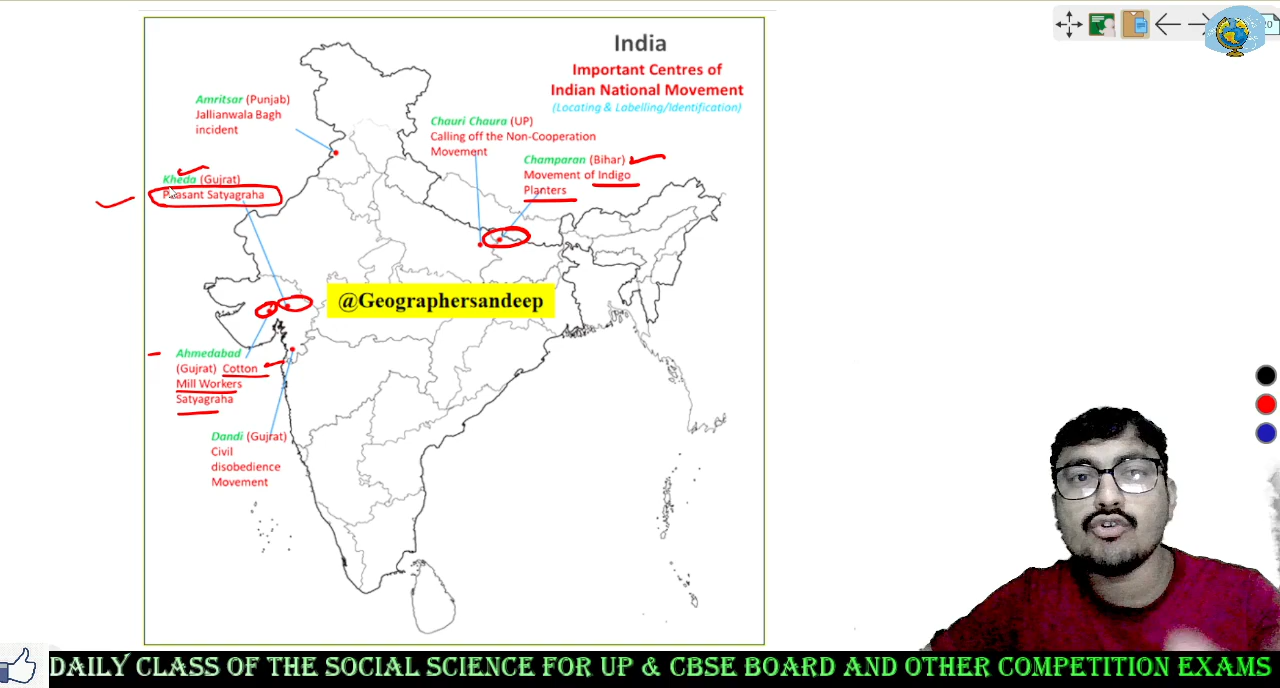 India
Important Centres of
Indian National Movement
(Locating & Labelling/Identification)
Amritsar (Punjab)
Jallianwala Bagh
incident
Chauri Chaura (UP)
Calling off the Non-Cooperation
Movement
Champaran (Bihar)
Movement of Indigo
Planters
Kheda (Gujrat)
Peasant Satyagraha
@Geographersandeep
Ahmedabad
(Gujrat) Cotton
Mill Workers
Satyagraha
Dandi (Gujrat)
Civil
disobedience
Movement
DAILY CLASS OF THE SOCIAL SCIENCE FOR UP & CBSE BOARD AND OTHER COMPETITION EXAMS